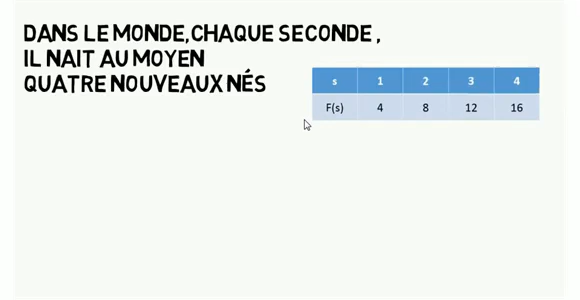 DANS LE MONDE, CHAQUE SECONDE,
IL NAIT AU MOYEN
QUATRE NOUVEAUX NÉS
s 1 2 3 4
F(s) 4 8 12 16